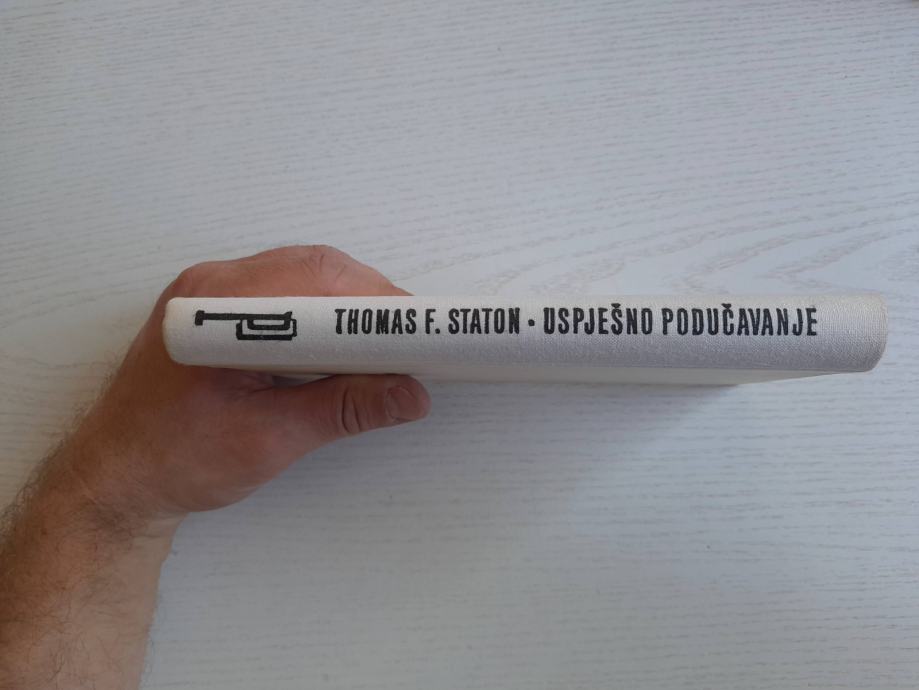 THOMAS F. STATON · USPJEŠNO PODUČAVANJE